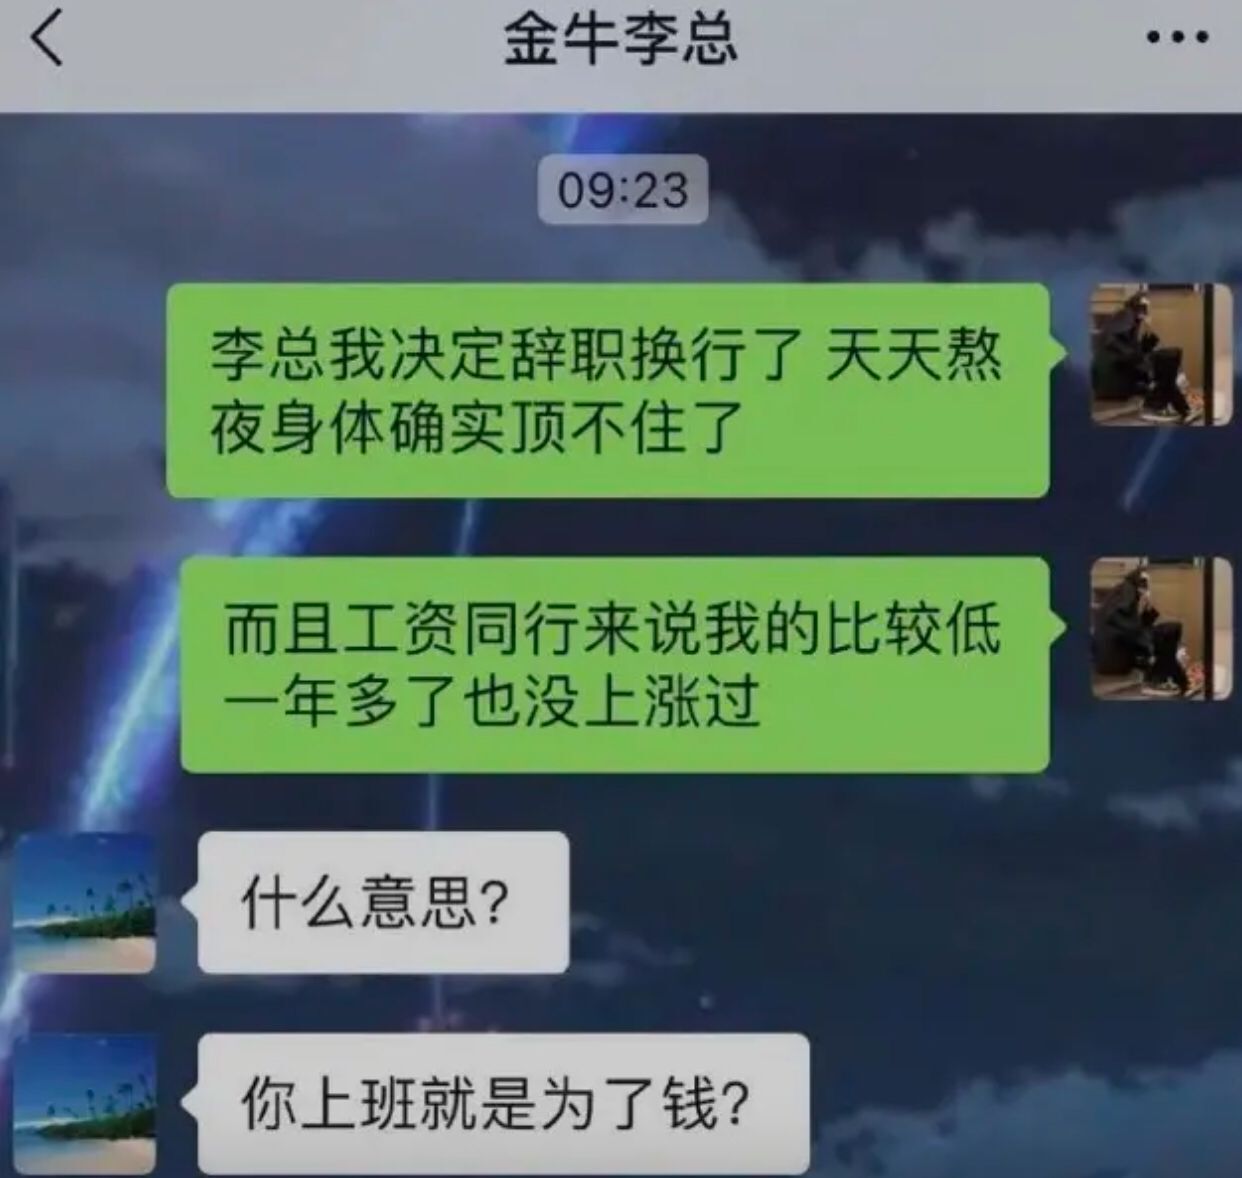 金牛李总
09:23
李总我决定辞职换行了 天天熬
夜身体确实顶不住了
而且工资同行来说我的比较低
一年多了也没上涨过
什么意思?
你上班就是为了钱?